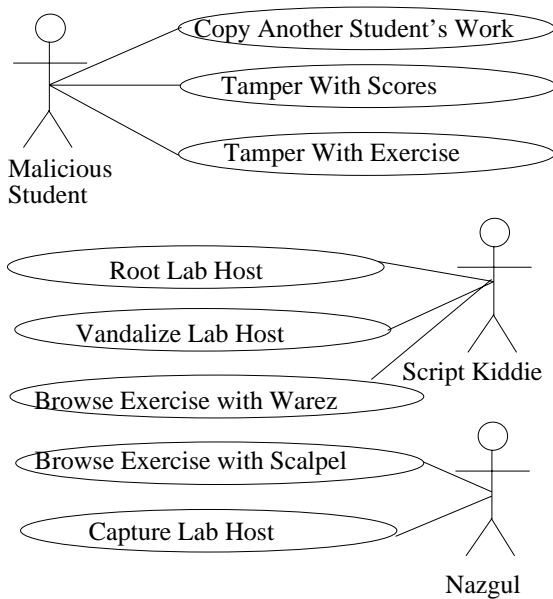 Copy Another Student’s Work
Tamper With Scores
Tamper With Exercise
Malicious
Student
Root Lab Host
Vandalize Lab Host
Script Kiddie
Browse Exercise with Warez
Browse Exercise with Scalpel
Capture Lab Host
Nazgul